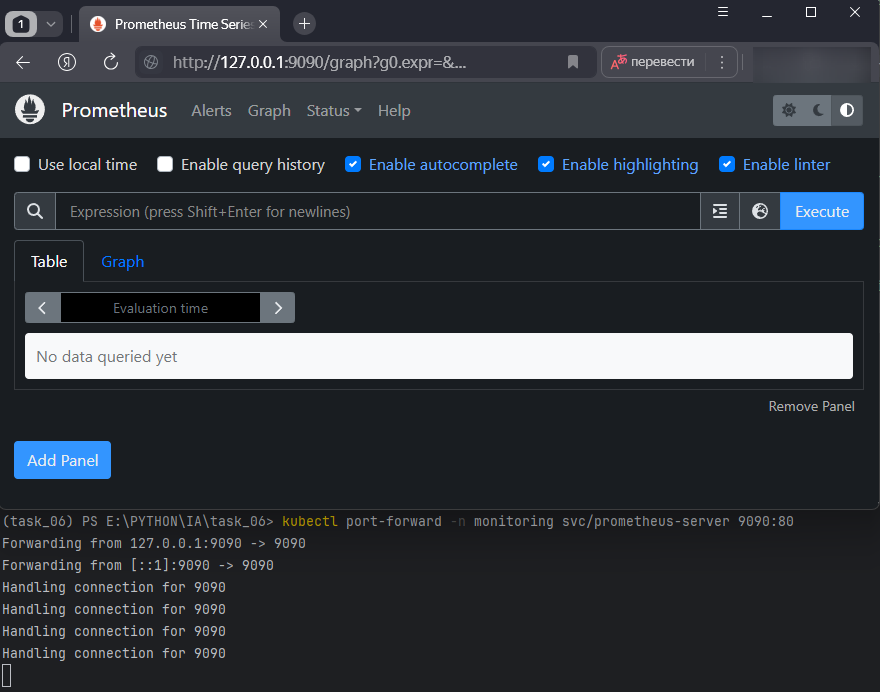 1
Prometheus Time Serie
http://127.0.0.1:9090/graph?g0.expr=&...
перевести
Prometheus Alerts Graph Status Help
Use local time Enable query history Enable autocomplete Enable highlighting Enable linter
Expression (press Shift+Enter for newlines) Execute
Table Graph
Evaluation time
No data queried yet
Remove Panel
Add Panel
(task_06) PS E:\PYTHON\IA\task_06> kubectl port-forward -n monitoring svc/prometheus-server 9090:80
Forwarding from 127.0.0.1:9090 -> 9090
Forwarding from [::1]:9090 -> 9090
Handling connection for 9090
Handling connection for 9090
Handling connection for 9090
Handling connection for 9090